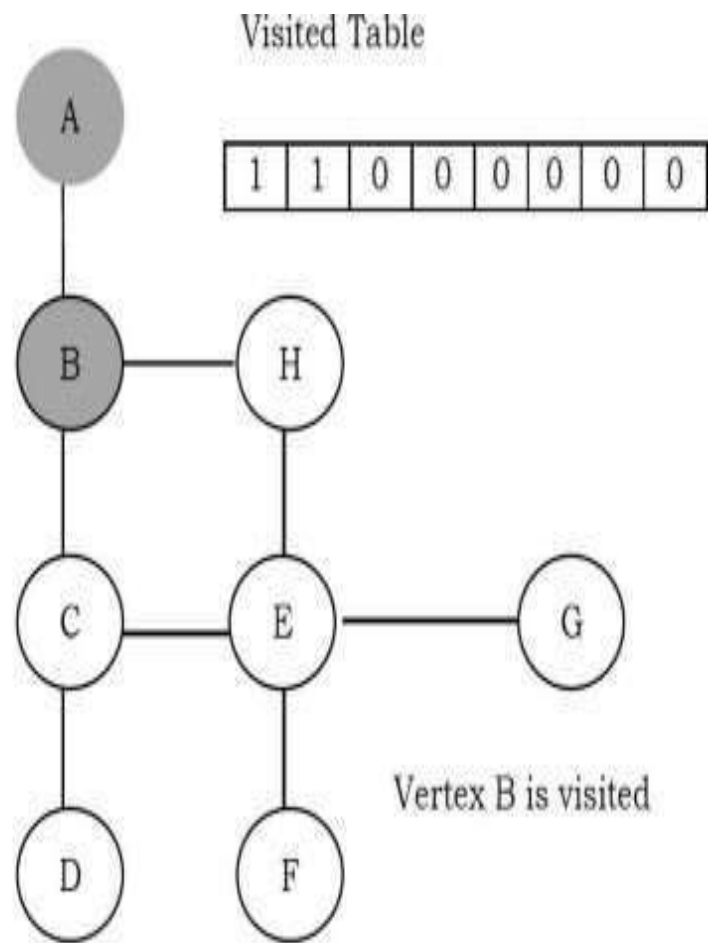 Visited Table
A
1 1 0 0 0 0 0 0
B H
C E G
Vertex B is visited
D F